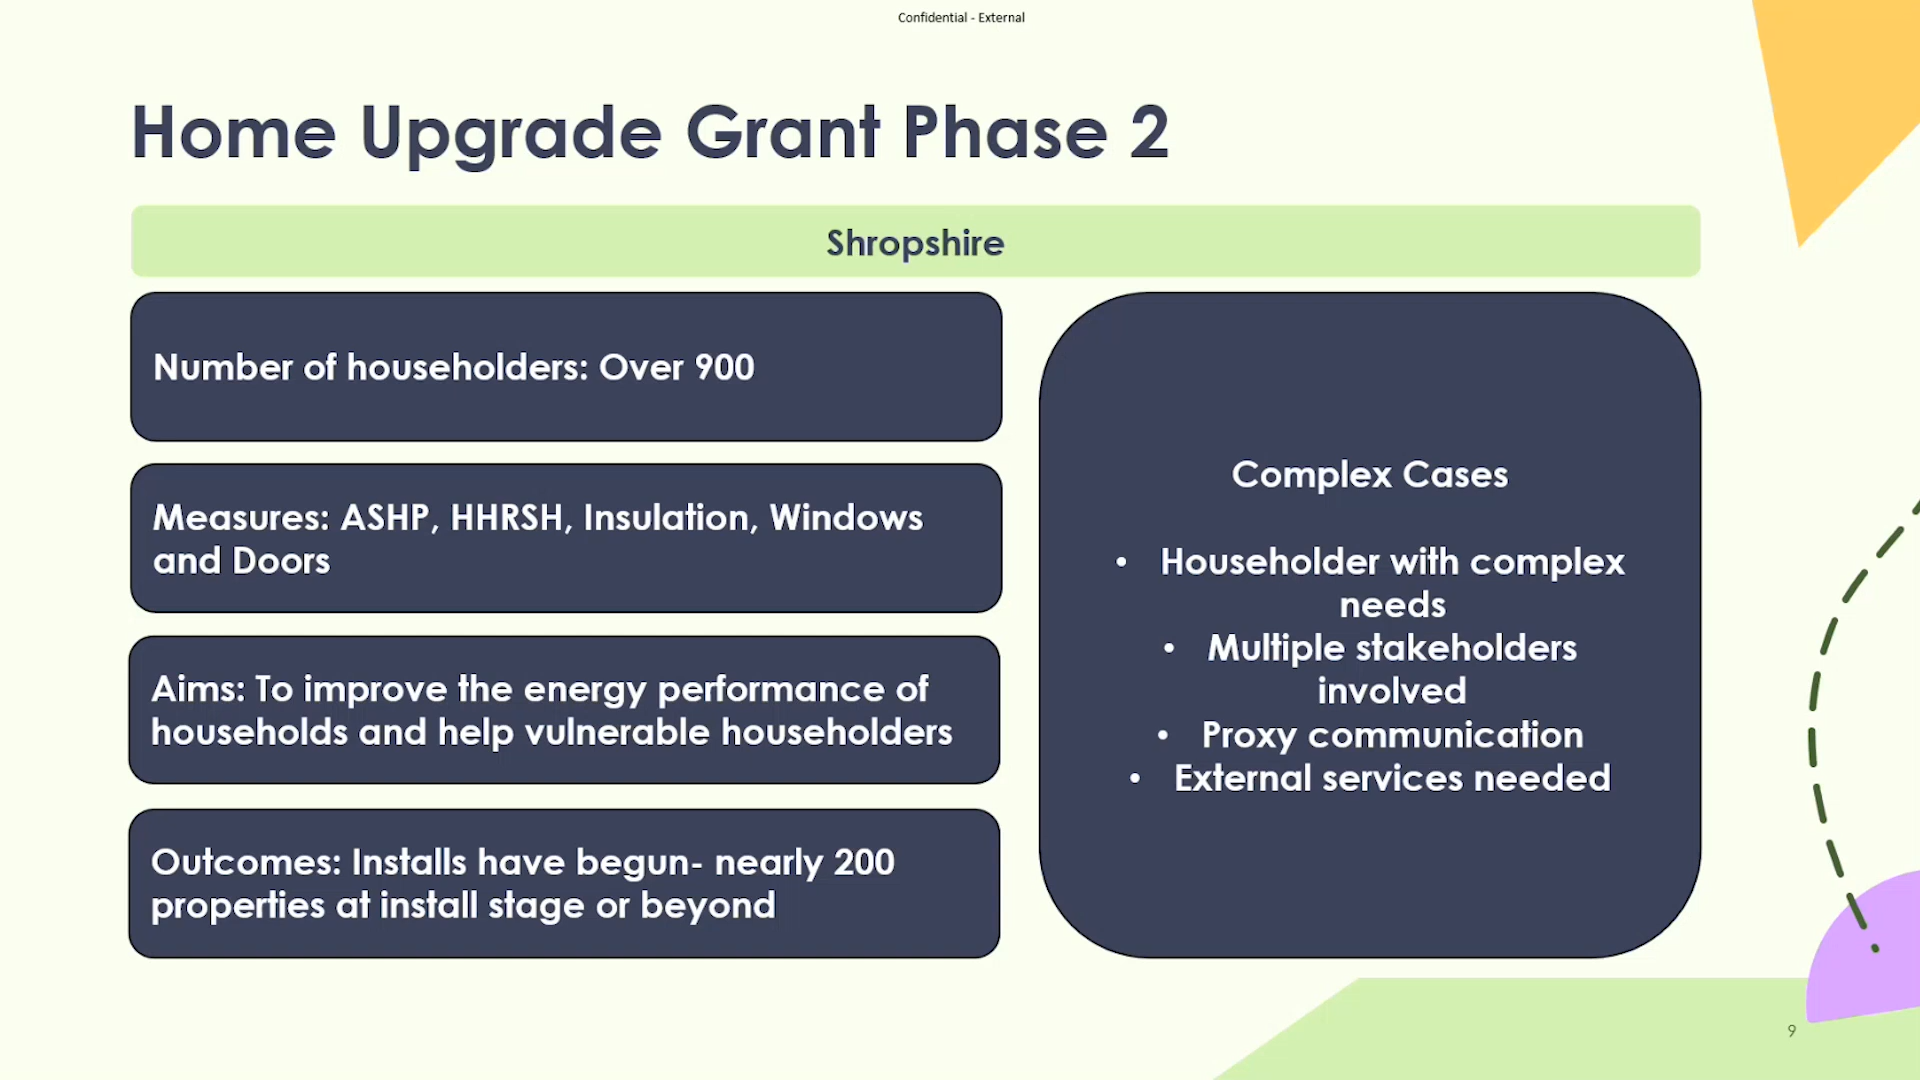 Confidential - External
Home Upgrade Grant Phase 2
Shropshire
Number of householders: Over 900
Measures: ASHP, HHRSH, Insulation, Windows
and Doors
Aims: To improve the energy performance of
households and help vulnerable householders
Outcomes: Installs have begun- nearly 200
properties at install stage or beyond
Complex Cases
• Householder with complex
needs
• Multiple stakeholders
involved
• Proxy communication
• External services needed
9